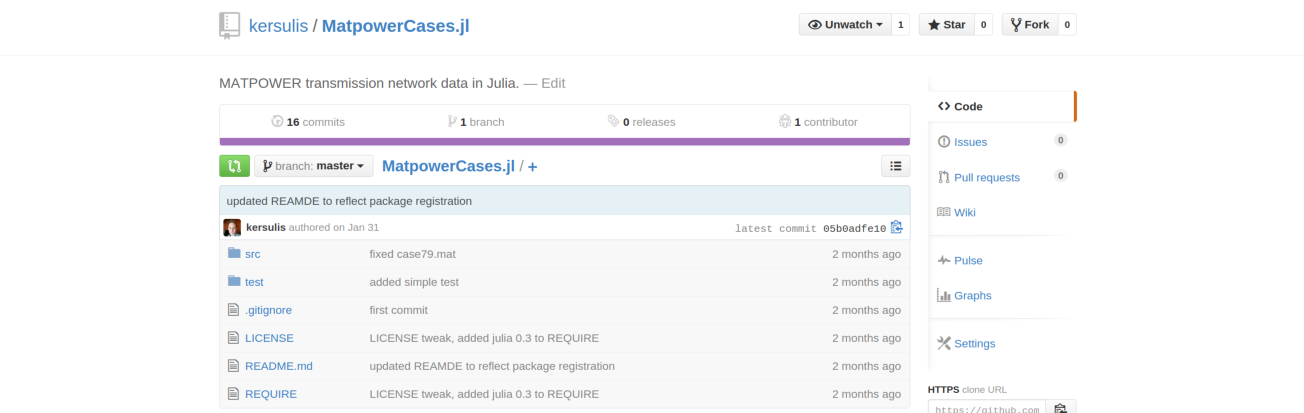 kersulis / MatpowerCases.jl
Unwatch 1 Star 0 Fork 0
MATPOWER transmission network data in Julia. — Edit
16 commits 1 branch 0 releases 1 contributor
branch: master MatpowerCases.jl / +
updated REAMDE to reflect package registration
kersulis authored on Jan 31 latest commit 05b0adfe10
src fixed case79.mat 2 months ago
test added simple test 2 months ago
.gitignore first commit 2 months ago
LICENSE LICENSE tweak, added julia 0.3 to REQUIRE 2 months ago
README.md updated REAMDE to reflect package registration 2 months ago
REQUIRE LICENSE tweak, added julia 0.3 to REQUIRE 2 months ago
Code
Issues 0
Pull requests 0
Wiki
Pulse
Graphs
Settings
HTTPS clone URL
https://github.com